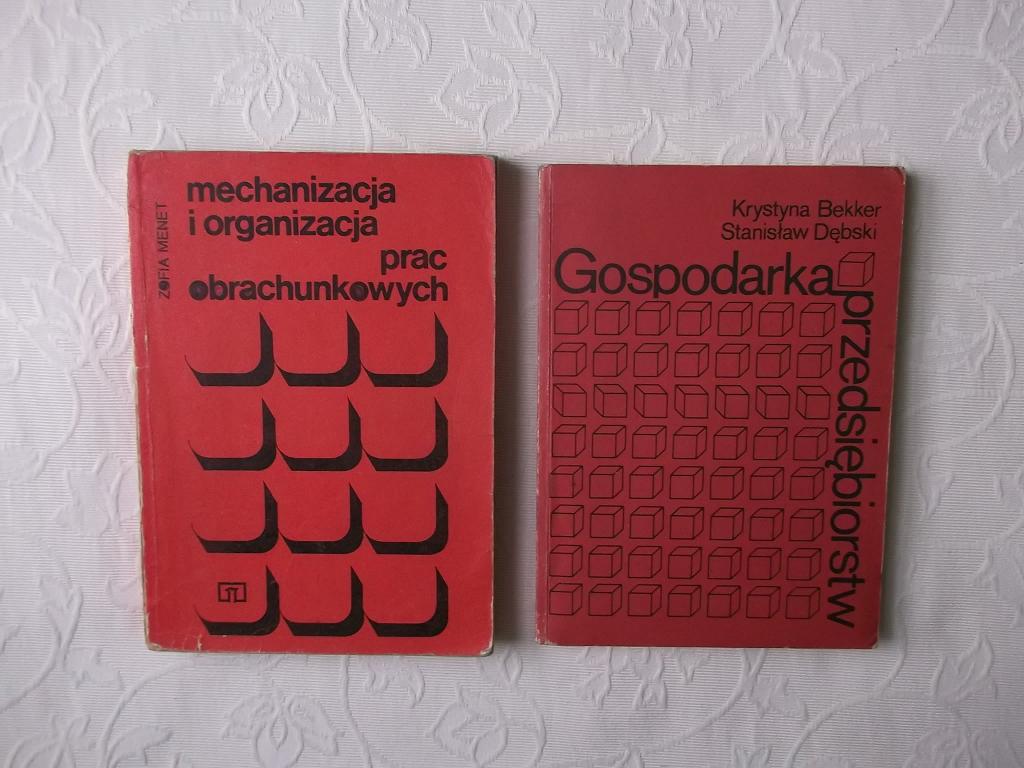 ZOFIA MENET
mechanizacja
i organizacja
prac
obrachunkowych
Krystyna Bekker
Stanisław Dębski
Gospodarka
przedsiębiorstw